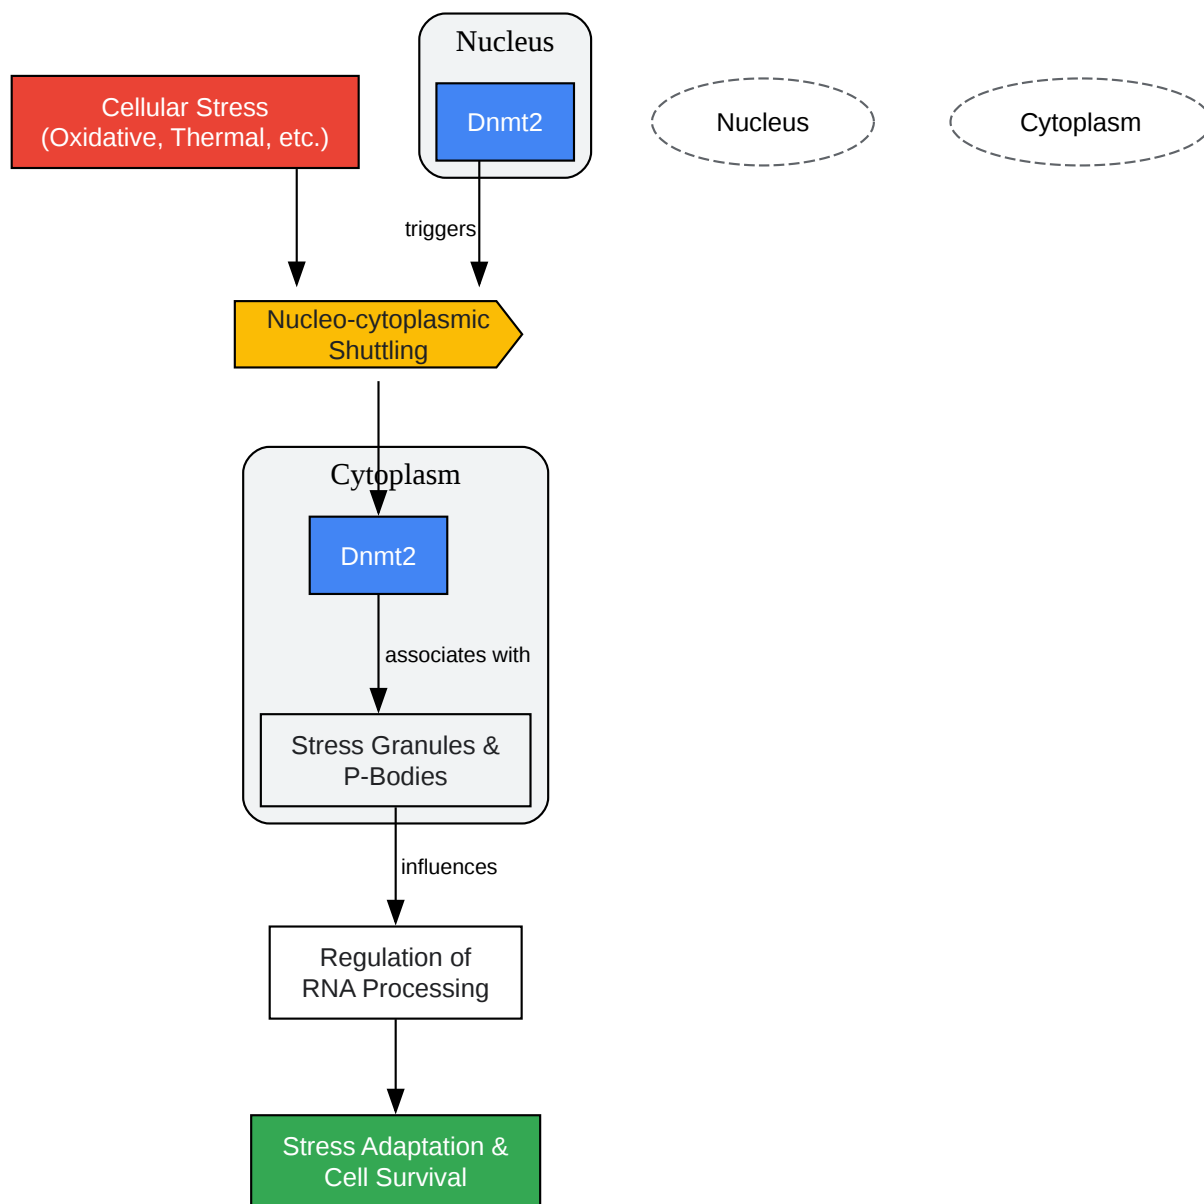 Nucleus
Cellular Stress
(Oxidative, Thermal, etc.)
Dnmt2
Nucleus
Cytoplasm
triggers
Nucleo-cytoplasmic
Shuttling
Cytoplasm
Dnmt2
associates with
Stress Granules &
P-Bodies
influences
Regulation of
RNA Processing
Stress Adaptation &
Cell Survival